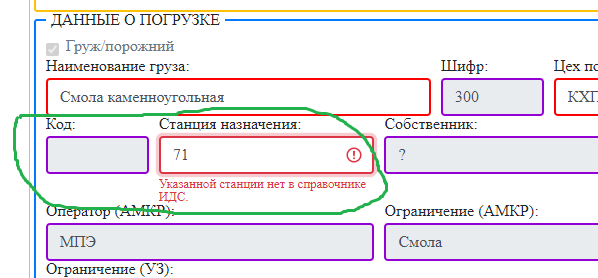 ДАННЫЕ О ПОГРУЗКЕ
Груж/порожний
Наименование груза: Шифр: Цех по
Смола каменноугольная 300 КХП
Код: Станция назначения: Собственник:
71 ?
Указанной станции нет в справочнике
ИДС.
Оператор (АМКР): Ограничение (АМКР):
МПЭ Смола
Ограничение (УЗ):